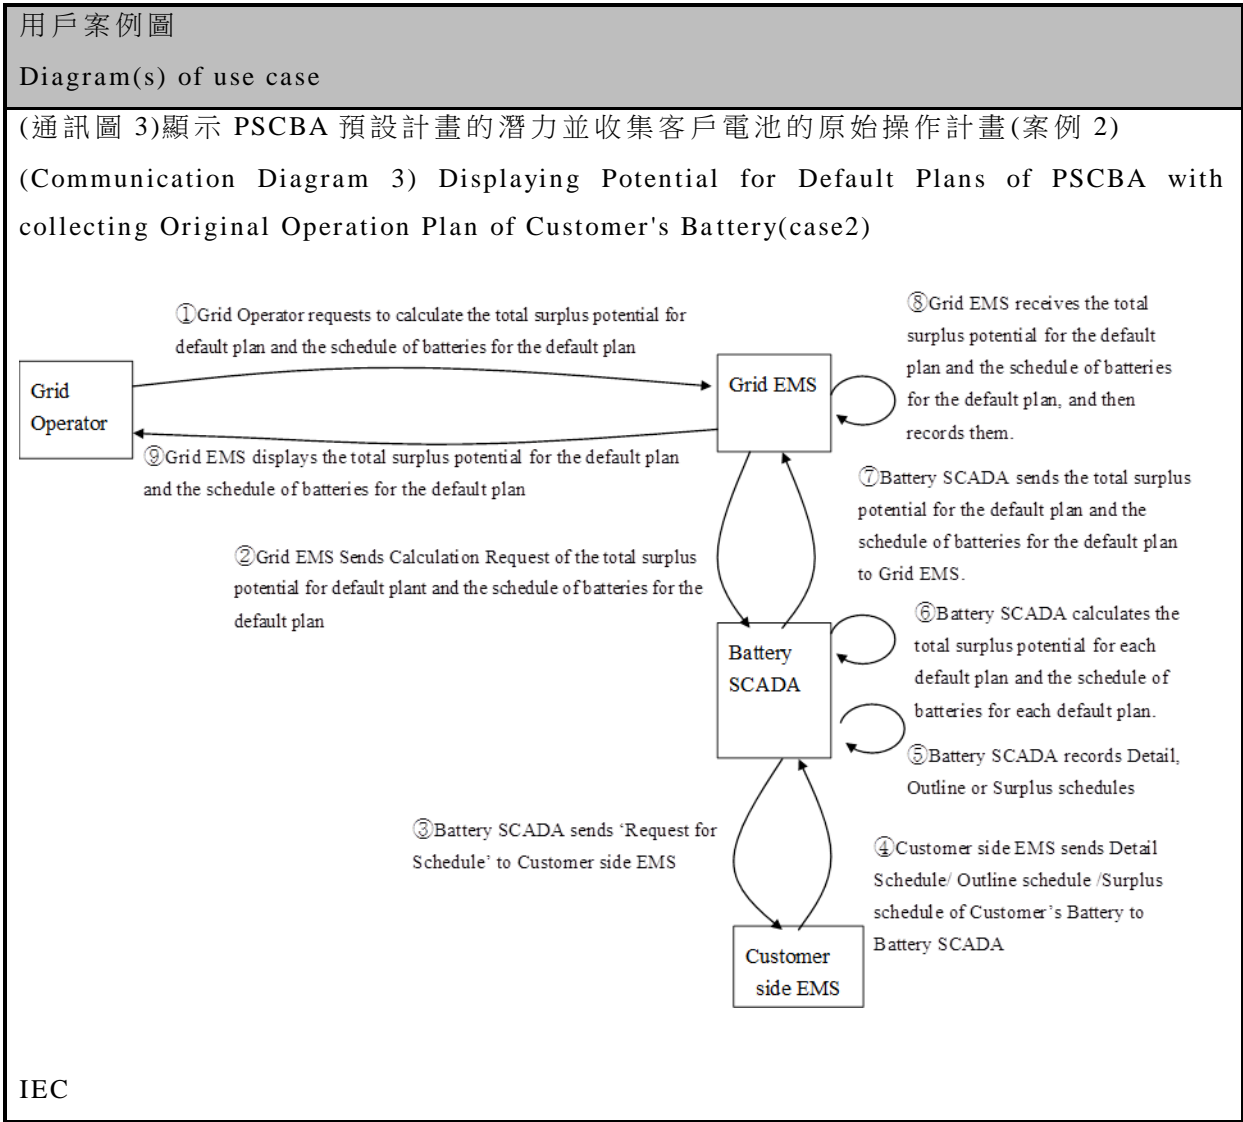 用戶案例圖
Diagram(s) of use case
(通訊圖 3)顯示 PSCBA 預設計畫的潛力並收集客戶電池的原始操作計畫(案例 2)
(Communication Diagram 3) Displaying Potential for Default Plans of PSCBA with
collecting Original Operation Plan of Customer's Battery(case2)
①Grid Operator requests to calculate the total surplus potential for
default plan and the schedule of batteries for the default plan
⑧Grid EMS receives the total
surplus potential for the default
plan and the schedule of batteries
for the default plan, and then
records them.
Grid
Operator
Grid EMS
⑨Grid EMS displays the total surplus potential for the default plan
and the schedule of batteries for the default plan
⑦Battery SCADA sends the total surplus
potential for the default plan and the
schedule of batteries for the default plan
to Grid EMS.
②Grid EMS Sends Calculation Request of the total surplus
potential for default plant and the schedule of batteries for the
default plan
Battery
SCADA
⑥Battery SCADA calculates the
total surplus potential for each
default plan and the schedule of
batteries for each default plan.
⑤Battery SCADA records Detail,
Outline or Surplus schedules
③Battery SCADA sends ‘Request for
Schedule’ to Customer side EMS
④Customer side EMS sends Detail
Schedule/ Outline schedule /Surplus
schedule of Customer’s Battery to
Battery SCADA
Customer
side EMS
IEC